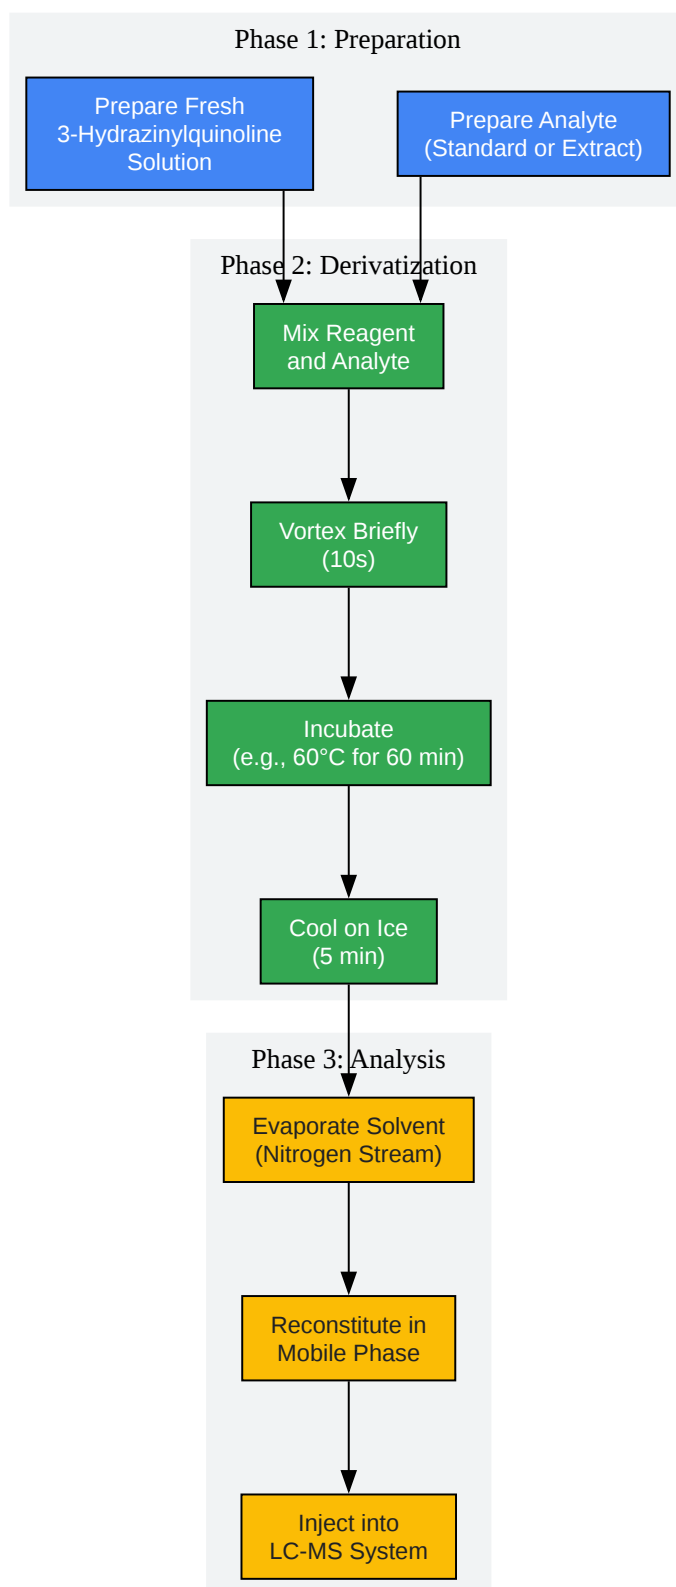 Phase 1: Preparation
Prepare Fresh
3-Hydrazinylquinoline
Solution
Prepare Analyte
(Standard or Extract)
Phase 2: Derivatization
Mix Reagent
and Analyte
Vortex Briefly
(10s)
Incubate
(e.g., 60°C for 60 min)
Cool on Ice
(5 min)
Phase 3: Analysis
Evaporate Solvent
(Nitrogen Stream)
Reconstitute in
Mobile Phase
Inject into
LC-MS System